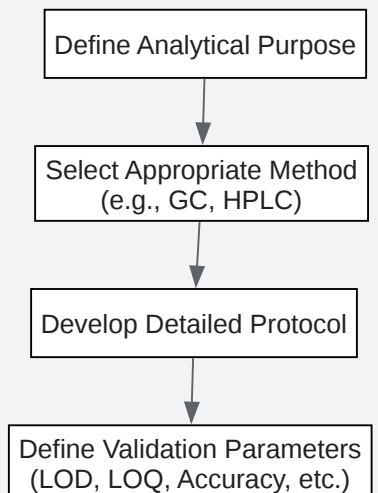 Define Analytical Purpose
Select Appropriate Method
(e.g., GC, HPLC)
Develop Detailed Protocol
Define Validation Parameters
(LOD, LOQ, Accuracy, etc.)